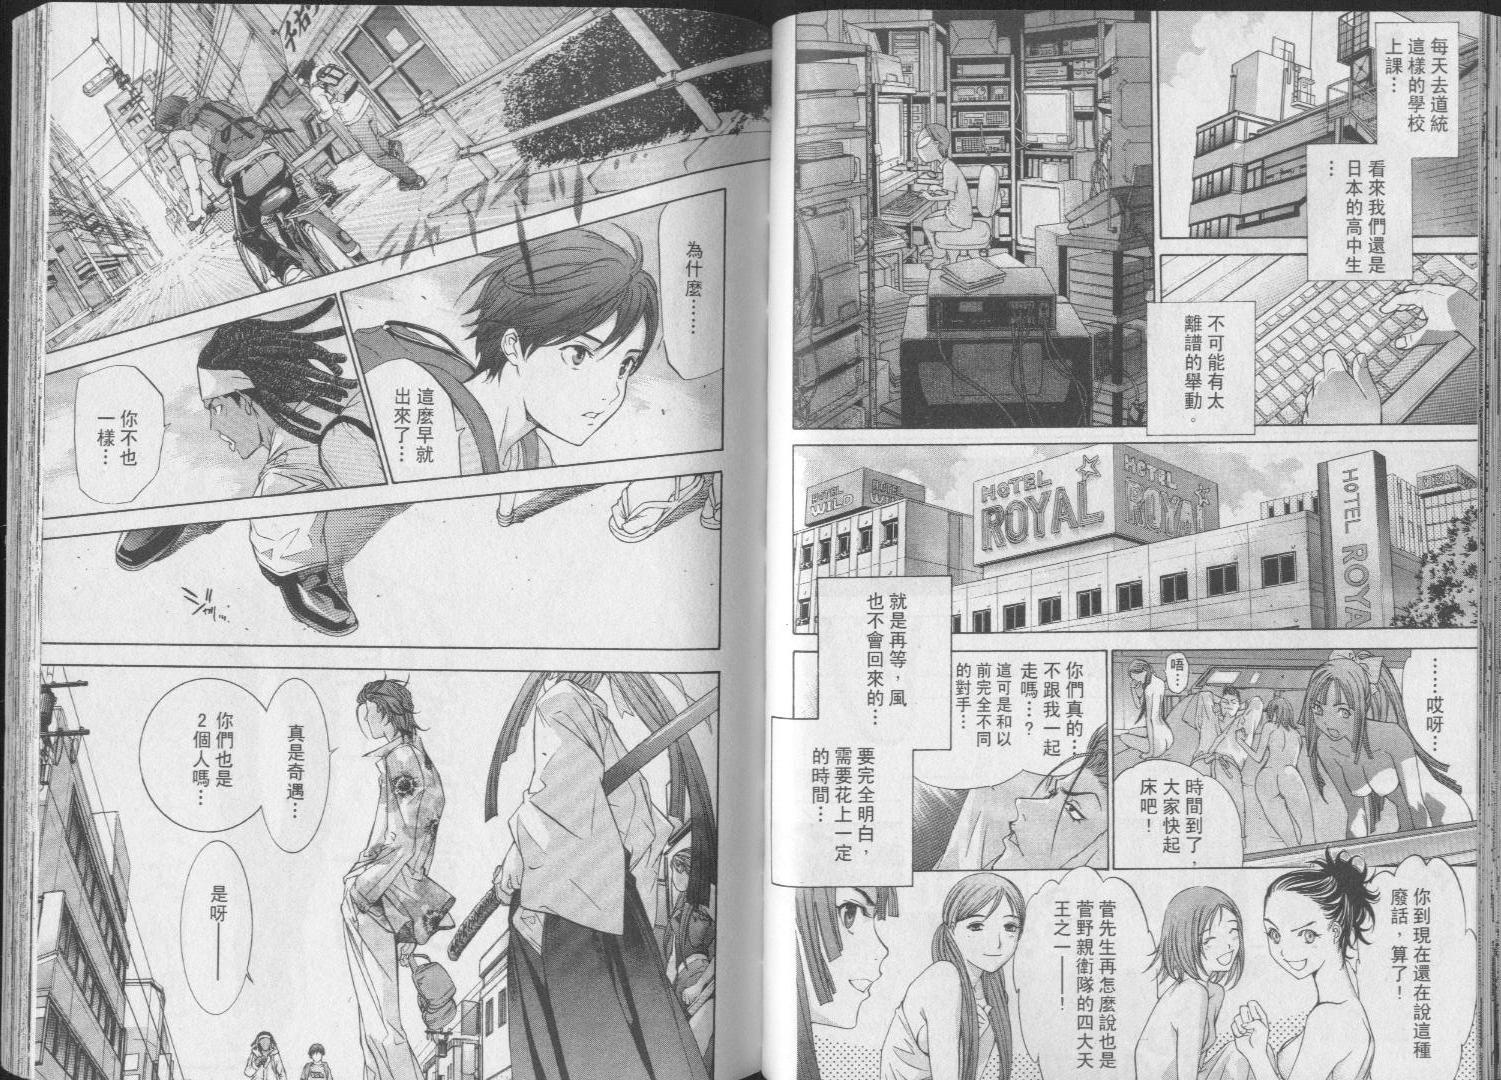 每天去道統
這樣的學校
上課…
看來我們還是
日本的高中生
…
不可能有太
離譜的舉動。
HOTEL
WILD
HOTEL
ROYAL
HOTEL
ROYAL
HOTEL ROYA
就是再等，風
也不會回來的…
要完全明白，
需要花上一定
的時間…
……哎呀…
唔…
時間到了，
大家快起
床吧！
你們真的…
不跟我一起
走嗎…?
這可是和以
前完全不同
的對手…
你到現在還在說這種
廢話，算了！
菅先生再怎麼說也是
菅野親衛隊的四大天
王之一──！
為什麼……
這麼早就
出來了…
你不也
一樣…
真是奇遇…
你們也是
2個人嗎…
是呀──